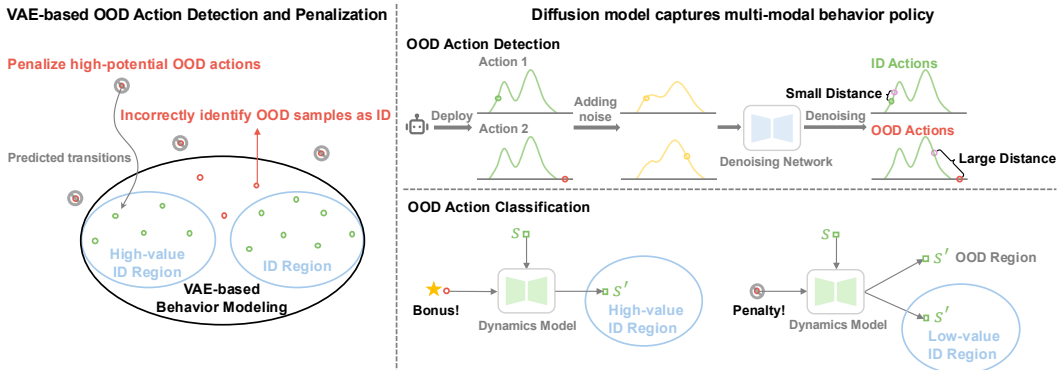 VAE-based OOD Action Detection and Penalization
Penalize high-potential OOD actions
Incorrectly identify OOD samples as ID
Predicted transitions
High-value
ID Region
ID Region
VAE-based
Behavior Modeling
Diffusion model captures multi-modal behavior policy
OOD Action Detection
Action 1
Deploy
Action 2
Adding
noise
Denoising Network
Denoising
ID Actions
Small Distance
OOD Actions
Large Distance
OOD Action Classification
S
Bonus!
Dynamics Model
S′
High-value
ID Region
S
Penalty!
Dynamics Model
S′ OOD Region
S′
Low-value
ID Region